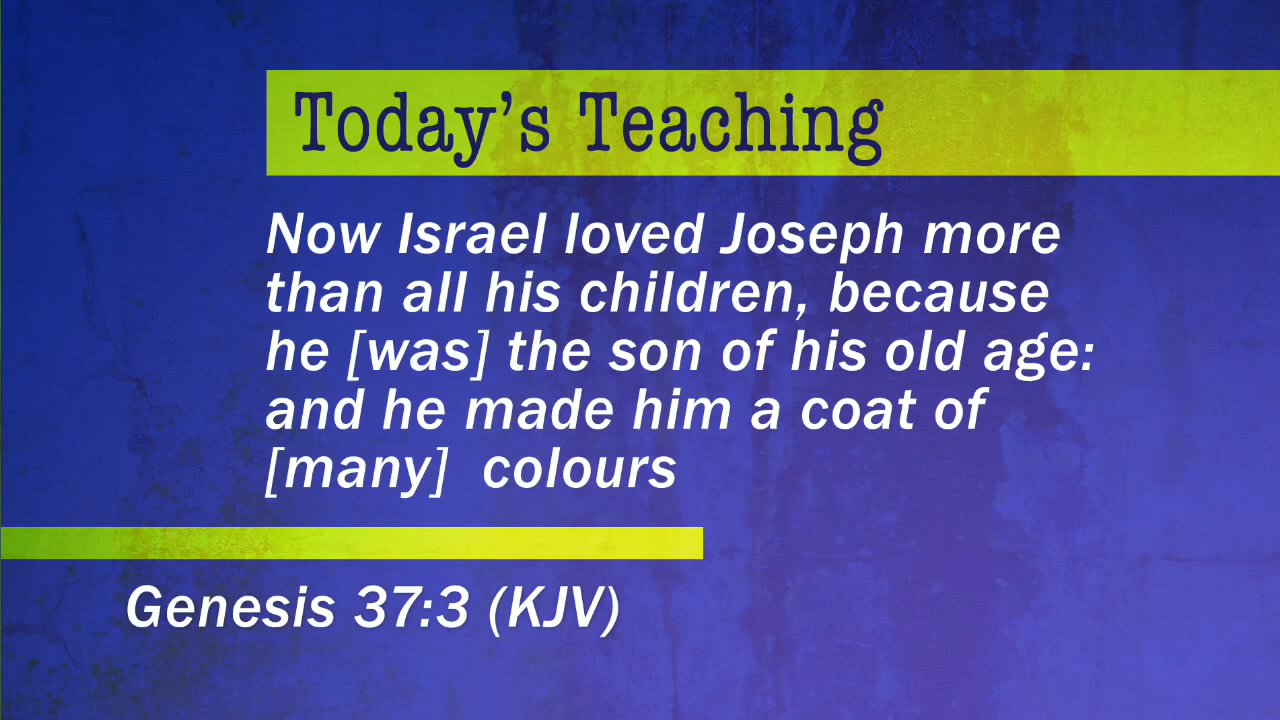 Today’s Teaching
Now Israel loved Joseph more
than all his children, because
he [was] the son of his old age:
and he made him a coat of
[many]  colours
Genesis 37:3 (KJV)